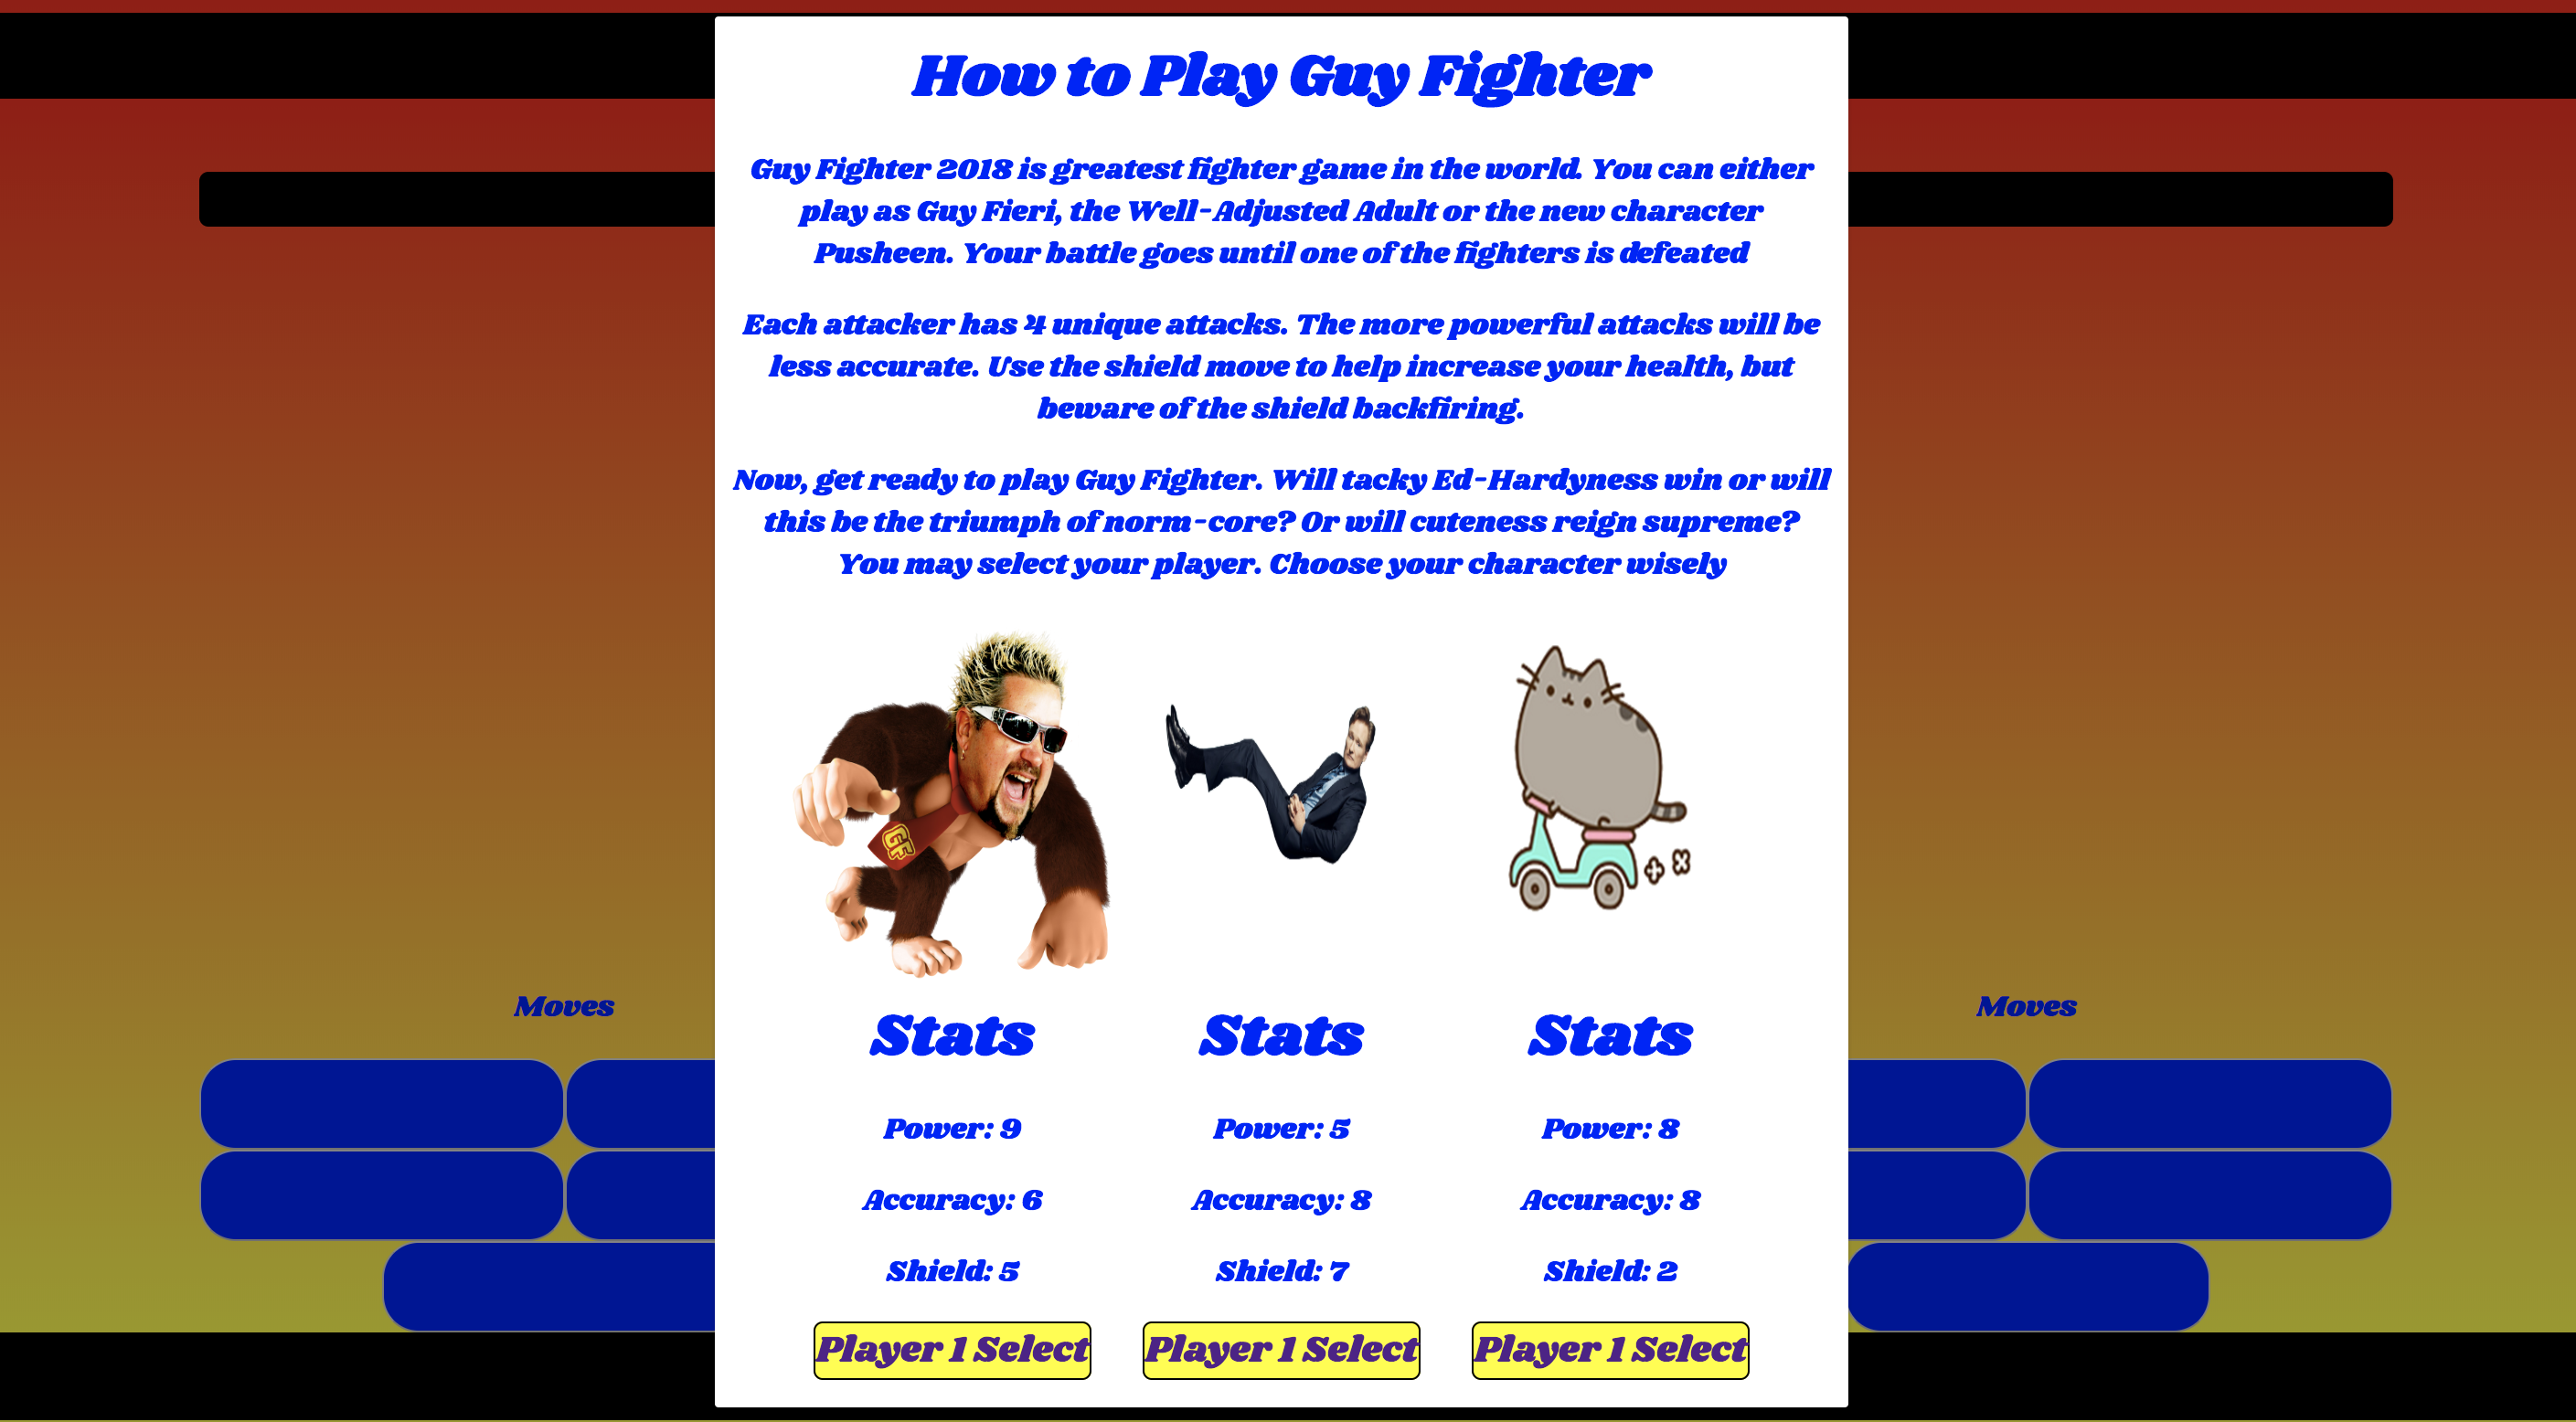 How to Play Guy Fighter
Guy Fighter 2018 is greatest fighter game in the world. You can either
play as Guy Fieri, the Well-Adjusted Adult or the new character
Pusheen. Your battle goes until one of the fighters is defeated
Each attacker has 4 unique attacks. The more powerful attacks will be
less accurate. Use the shield move to help increase your health, but
beware of the shield backfiring.
Now, get ready to play Guy Fighter. Will tacky Ed-Hardyness win or will
this be the triumph of norm-core? Or will cuteness reign supreme?
You may select your player. Choose your character wisely
GF
Moves
Moves
Stats
Stats
Stats
Power: 9
Power: 5
Power: 8
Accuracy: 6
Accuracy: 8
Accuracy: 8
Shield: 5
Shield: 7
Shield: 2
Player 1 Select
Player 1 Select
Player 1 Select